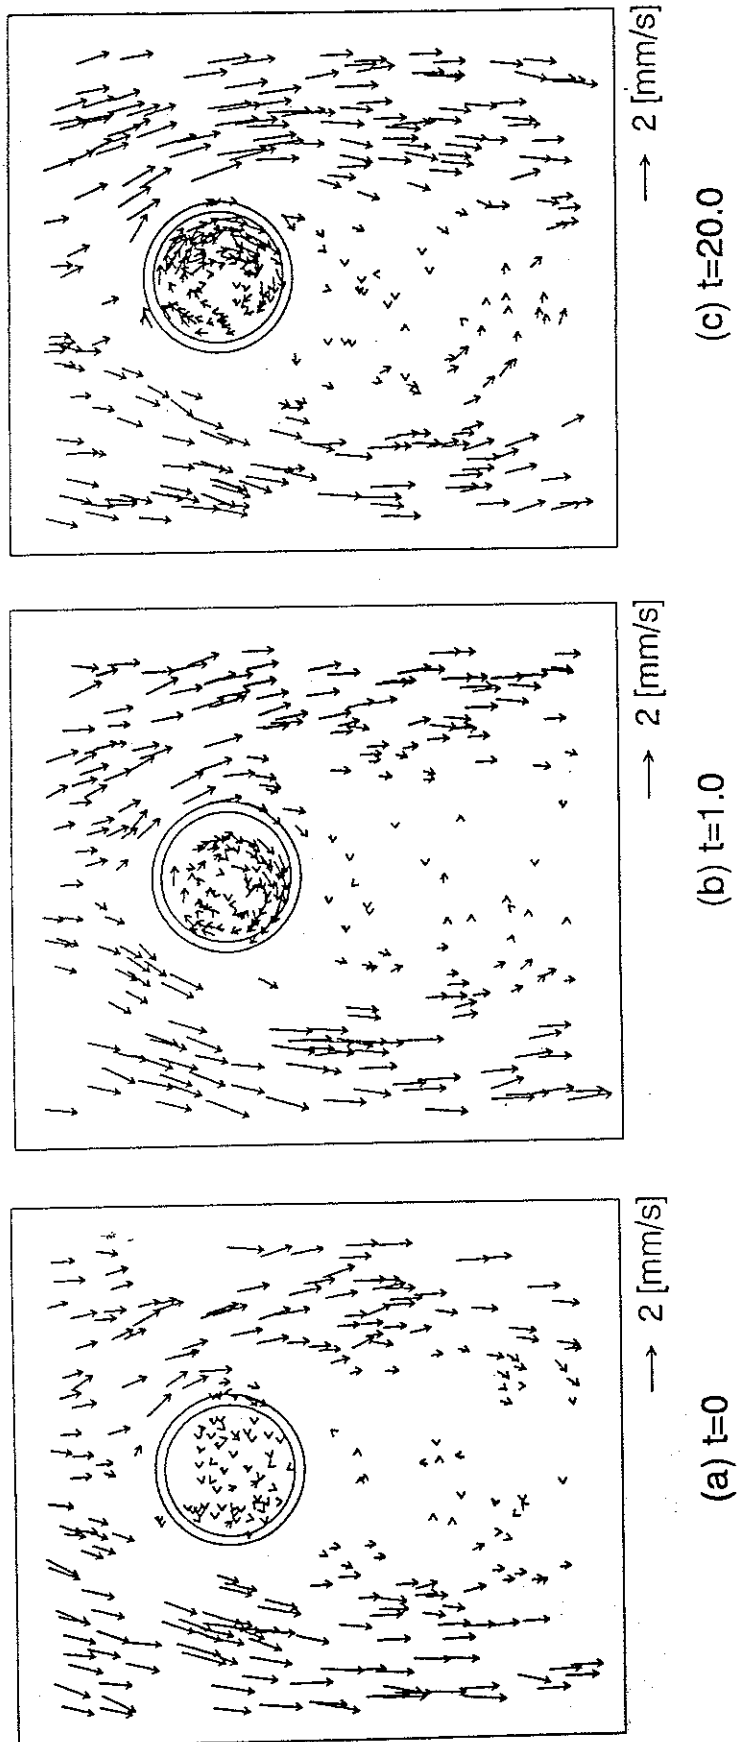 → 2 [mm/s]
(a) t=0
→ 2 [mm/s]
(b) t=1.0
→ 2 [mm/s]
(c) t=20.0